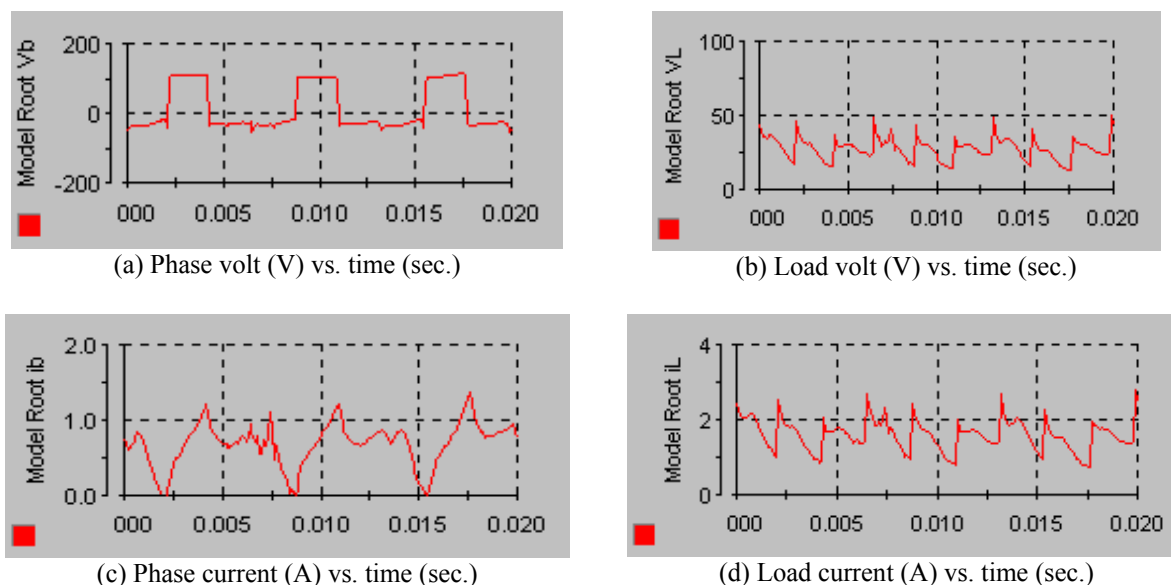 Model Root Vb
200
0
-200
000 0.005 0.010 0.015 0.020
(a) Phase volt (V) vs. time (sec.)
Model Root VL
100
50
0
000 0.005 0.010 0.015 0.020
(b) Load volt (V) vs. time (sec.)
Model Root ib
2.0
1.0
0.0
000 0.005 0.010 0.015 0.020
(c) Phase current (A) vs. time (sec.)
Model Root iL
4
2
0
000 0.005 0.010 0.015 0.020
(d) Load current (A) vs. time (sec.)